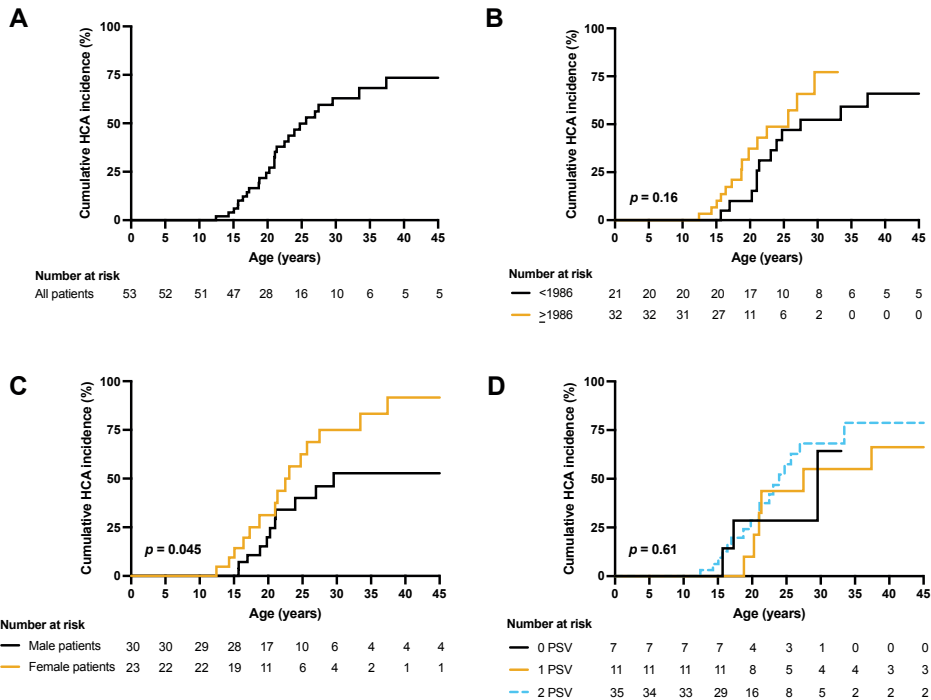 A
Cumulative HCA incidence (%)
100
75
50
25
0
0 5 10 15 20 25 30 35 40 45
Age (years)
Number at risk
All patients 53 52 51 47 28 16 10 6 5 5
B
Cumulative HCA incidence (%)
100
75
50
25
0
p = 0.16
0 5 10 15 20 25 30 35 40 45
Age (years)
Number at risk
<1986 21 20 20 20 17 10 8 6 5 5
≥1986 32 32 31 27 11 6 2 0 0 0
C
Cumulative HCA incidence (%)
100
75
50
25
0
p = 0.045
0 5 10 15 20 25 30 35 40 45
Age (years)
Number at risk
Male patients 30 30 29 28 17 10 6 4 4 4
Female patients 23 22 22 19 11 6 4 2 1 1
D
Cumulative HCA incidence (%)
100
75
50
25
0
p = 0.61
0 5 10 15 20 25 30 35 40 45
Age (years)
Number at risk
0 PSV 7 7 7 7 4 3 1 0 0 0
1 PSV 11 11 11 11 8 5 4 4 3 3
2 PSV 35 34 33 29 16 8 5 2 2 2